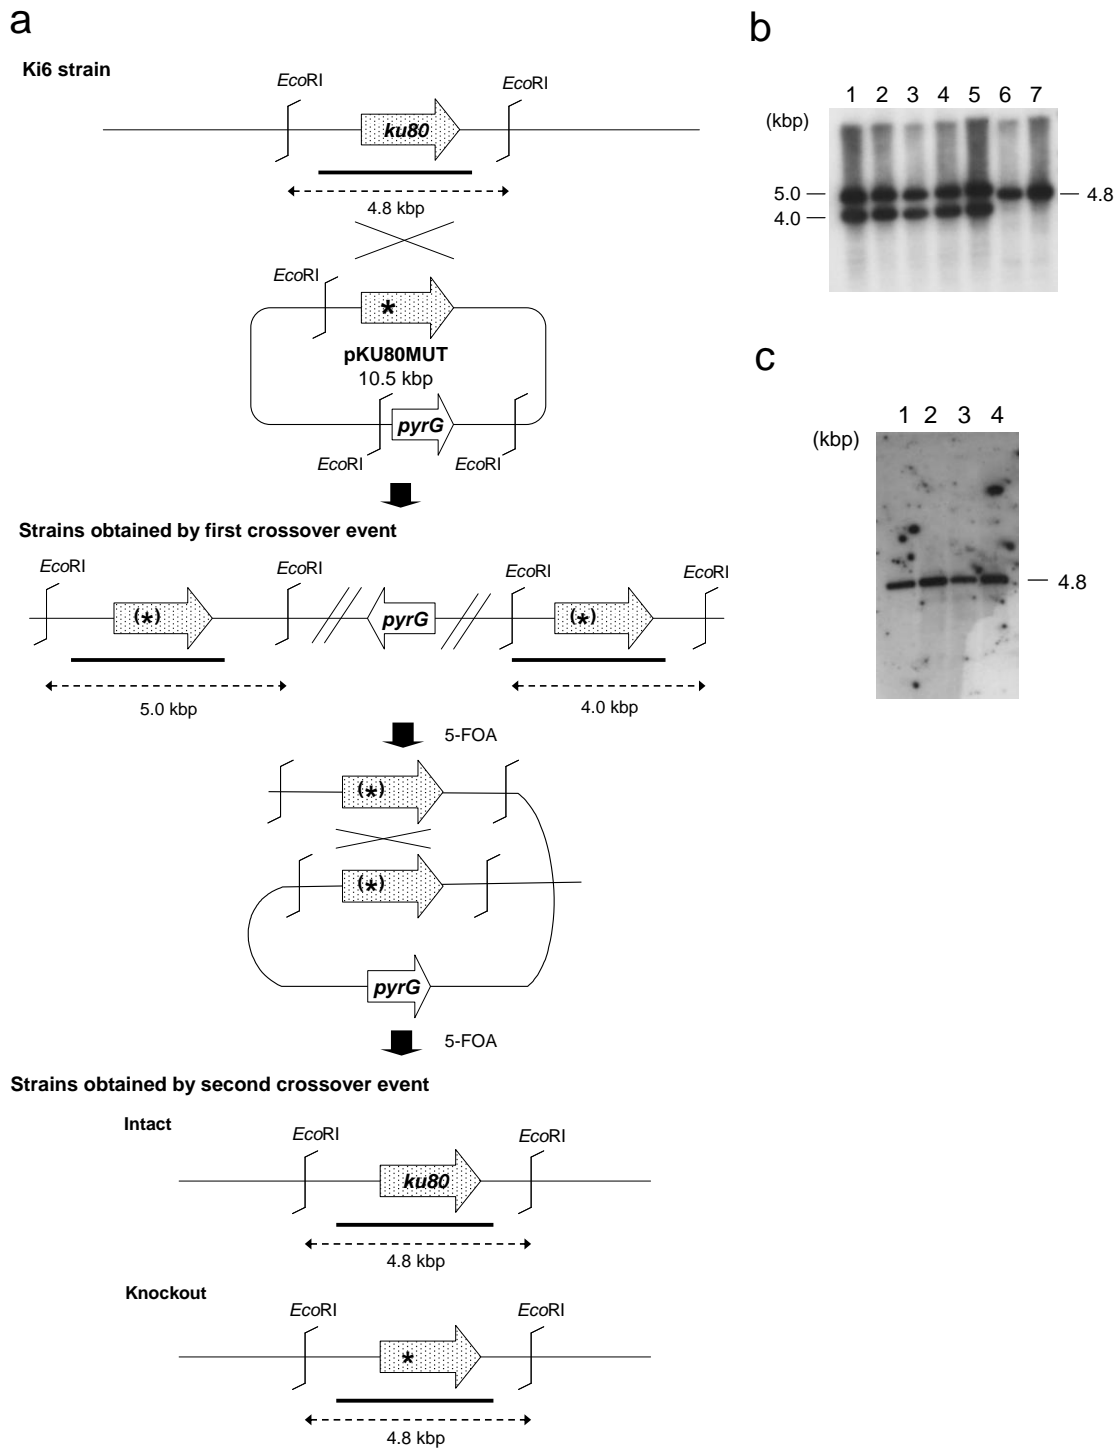 a
Ki6 strain
EcoRI
EcoRI
ku80
4.8 kbp
EcoRI
*
pKU80MUT
10.5 kbp
pyrG
EcoRI
EcoRI
Strains obtained by first crossover event
EcoRI
EcoRI
EcoRI
EcoRI
(*)
pyrG
(*)
5.0 kbp
4.0 kbp
5-FOA
(*)
(*)
pyrG
5-FOA
Strains obtained by second crossover event
Intact
EcoRI
EcoRI
ku80
4.8 kbp
Knockout
EcoRI
EcoRI
*
4.8 kbp
b
1 2 3 4 5 6 7
(kbp)
5.0
4.8
4.0
c
1 2 3 4
(kbp)
4.8